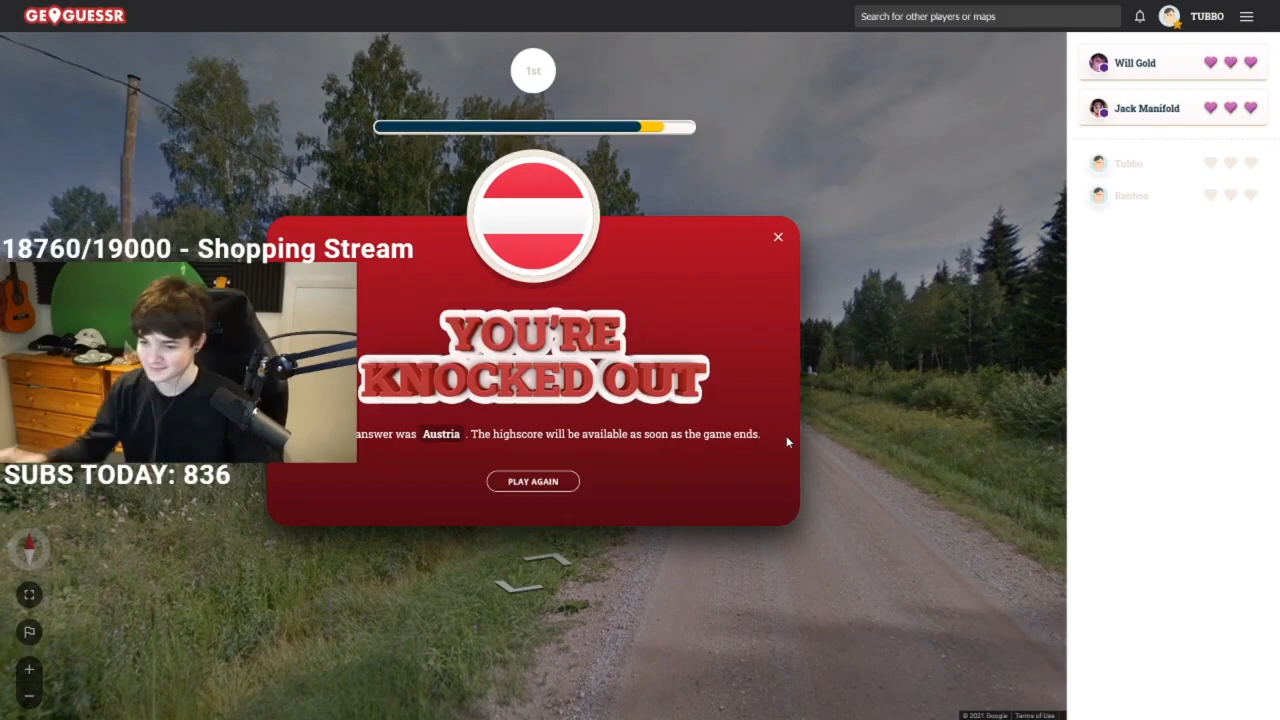 GEOGUESSR
Search for other players or maps
TUBBO
1st
Will Gold
Jack Manifold
Tubbo
Ranboo
18760/19000 - Shopping Stream
YOU'RE
KNOCKED OUT
answer was Austria . The highscore will be available as soon as the game ends.
PLAY AGAIN
SUBS TODAY: 836
© 2021 Google Terms of Use